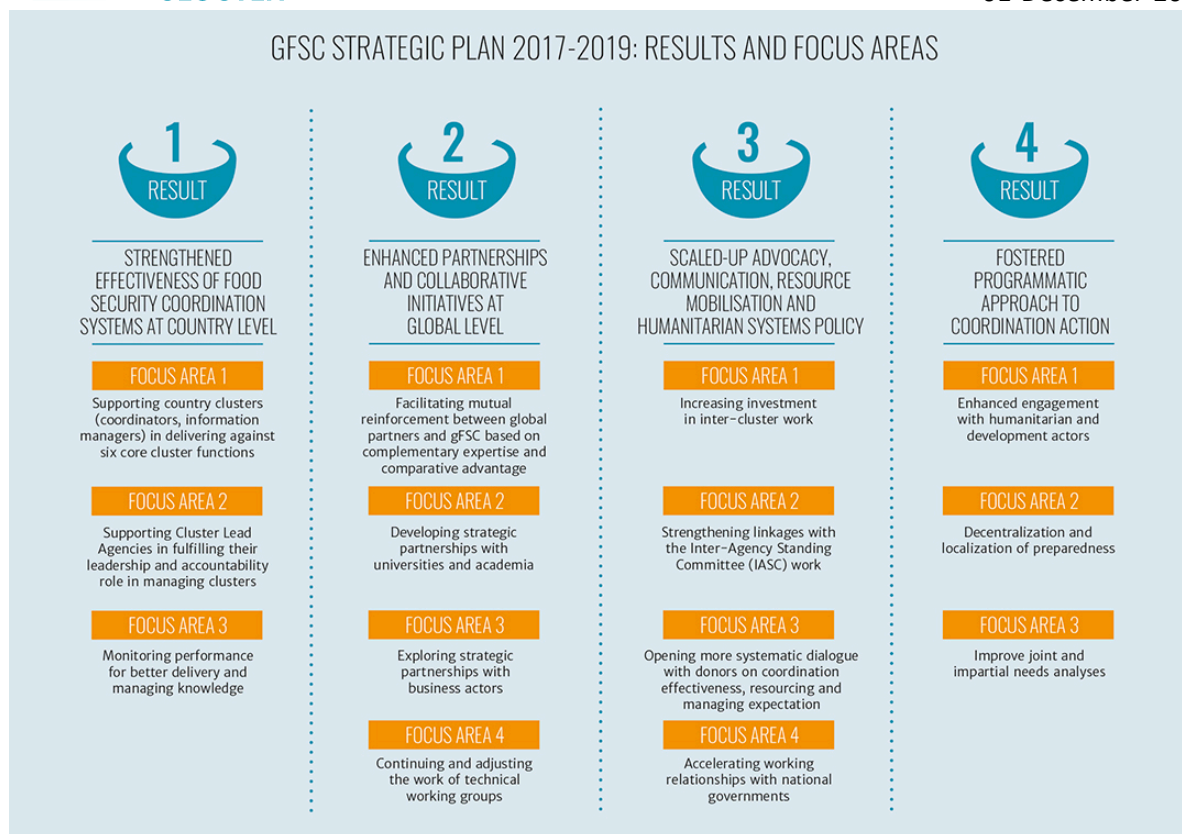 GFSC STRATEGIC PLAN 2017-2019: RESULTS AND FOCUS AREAS
1
RESULT
STRENGTHENED
EFFECTIVENESS OF FOOD
SECURITY COORDINATION
SYSTEMS AT COUNTRY LEVEL
FOCUS AREA 1
Supporting country clusters
(coordinators, information
managers) in delivering against
six core cluster functions
FOCUS AREA 2
Supporting Cluster Lead
Agencies in fulfilling their
leadership and accountability
role in managing clusters
FOCUS AREA 3
Monitoring performance
for better delivery and
managing knowledge
2
RESULT
ENHANCED PARTNERSHIPS
AND COLLABORATIVE
INITIATIVES AT
GLOBAL LEVEL
FOCUS AREA 1
Facilitating mutual
reinforcement between global
partners and gFSC based on
complementary expertise and
comparative advantage
FOCUS AREA 2
Developing strategic
partnerships with
universities and academia
FOCUS AREA 3
Exploring strategic
partnerships with
business actors
FOCUS AREA 4
Continuing and adjusting
the work of technical
working groups
3
RESULT
SCALED-UP ADVOCACY,
COMMUNICATION, RESOURCE
MOBILISATION AND
HUMANITARIAN SYSTEMS POLICY
FOCUS AREA 1
Increasing investment
in inter-cluster work
FOCUS AREA 2
Strengthening linkages with
the Inter-Agency Standing
Committee (IASC) work
FOCUS AREA 3
Opening more systematic dialogue
with donors on coordination
effectiveness, resourcing and
managing expectation
FOCUS AREA 4
Accelerating working
relationships with national
governments
4
RESULT
FOSTERED
PROGRAMMATIC
APPROACH TO
COORDINATION ACTION
FOCUS AREA 1
Enhanced engagement
with humanitarian and
development actors
FOCUS AREA 2
Decentralization and
localization of preparedness
FOCUS AREA 3
Improve joint and
impartial needs analyses